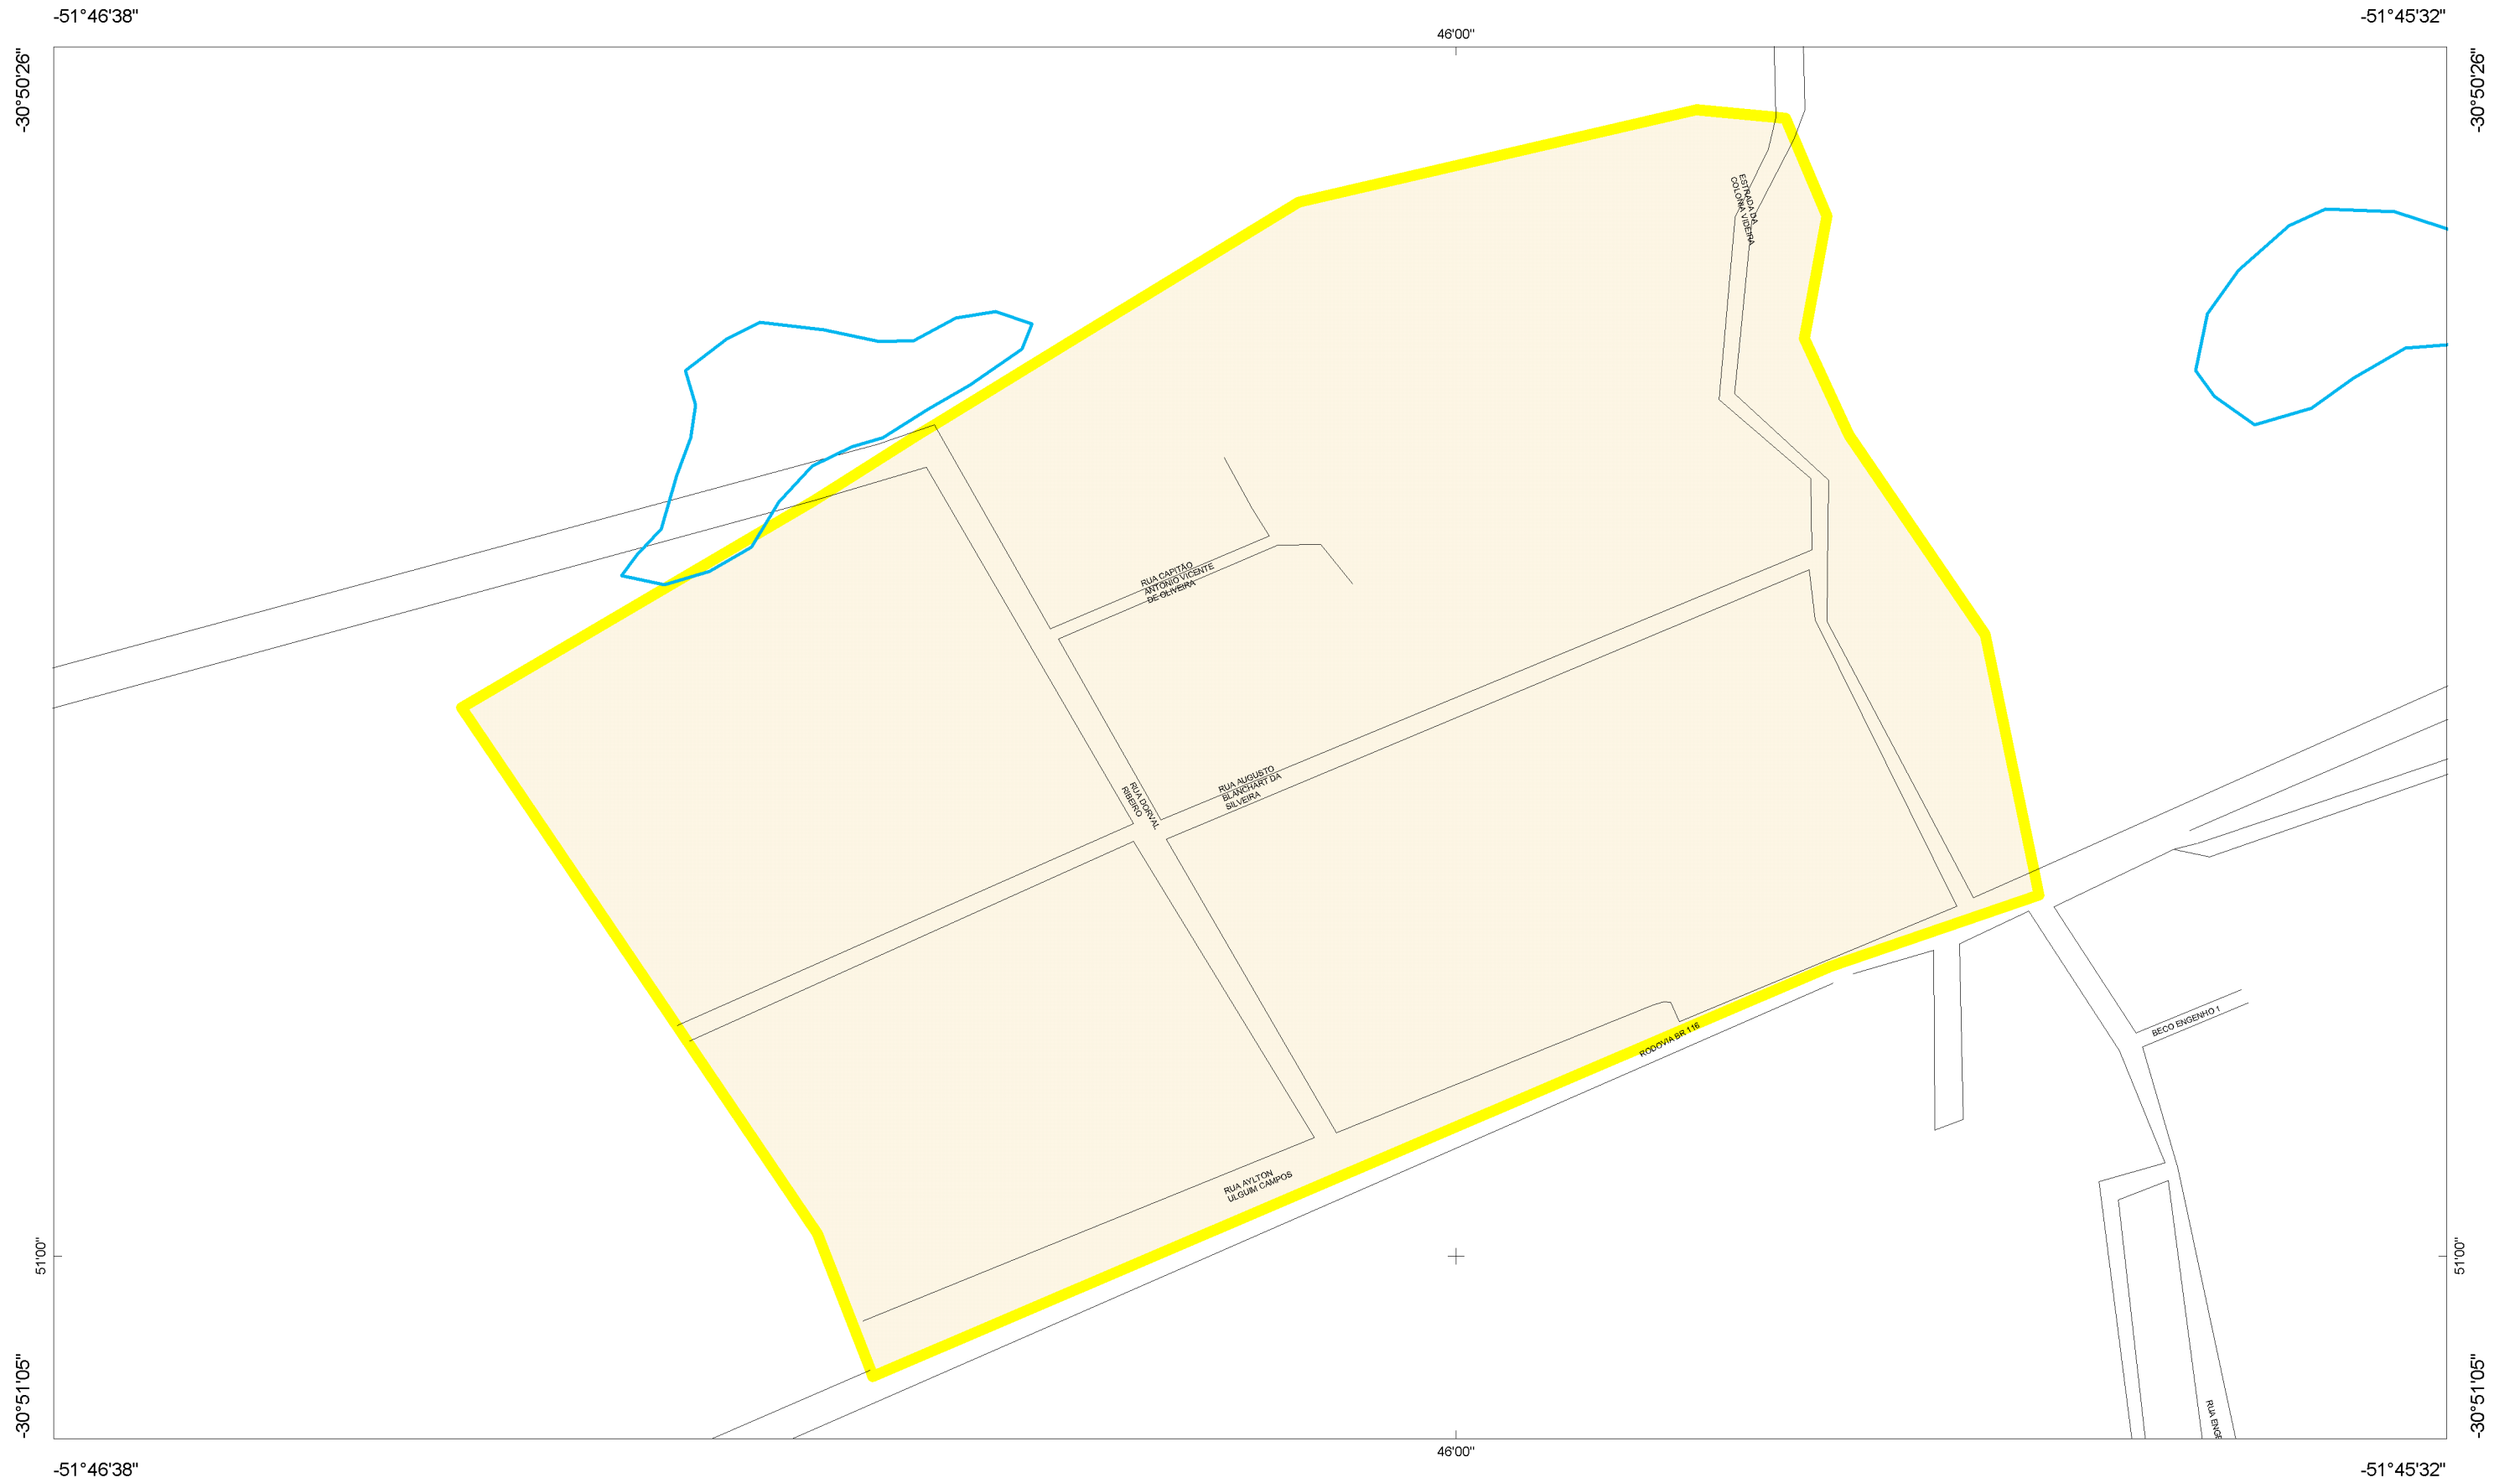 -51°46'38"
-51°45'32"
46'00"
-30°50'26"
-30°50'26"
ESTRADA DA
COLONIA VIDEIRA
RUA CAPITÃO
ANTONIO VICENTE
DE OLIVEIRA
RUA AUGUSTO
BLANCHART DA
SILVEIRA
RUA DORVAL
RIBEIRO
BECO ENGENHO 1
RODOVIA BR 116
RUA AYLTON
ULGUIM CAMPOS
51'00"
51'00"
-30°51'05"
-30°51'05"
RUA ENGE
46'00"
-51°46'38"
-51°45'32"